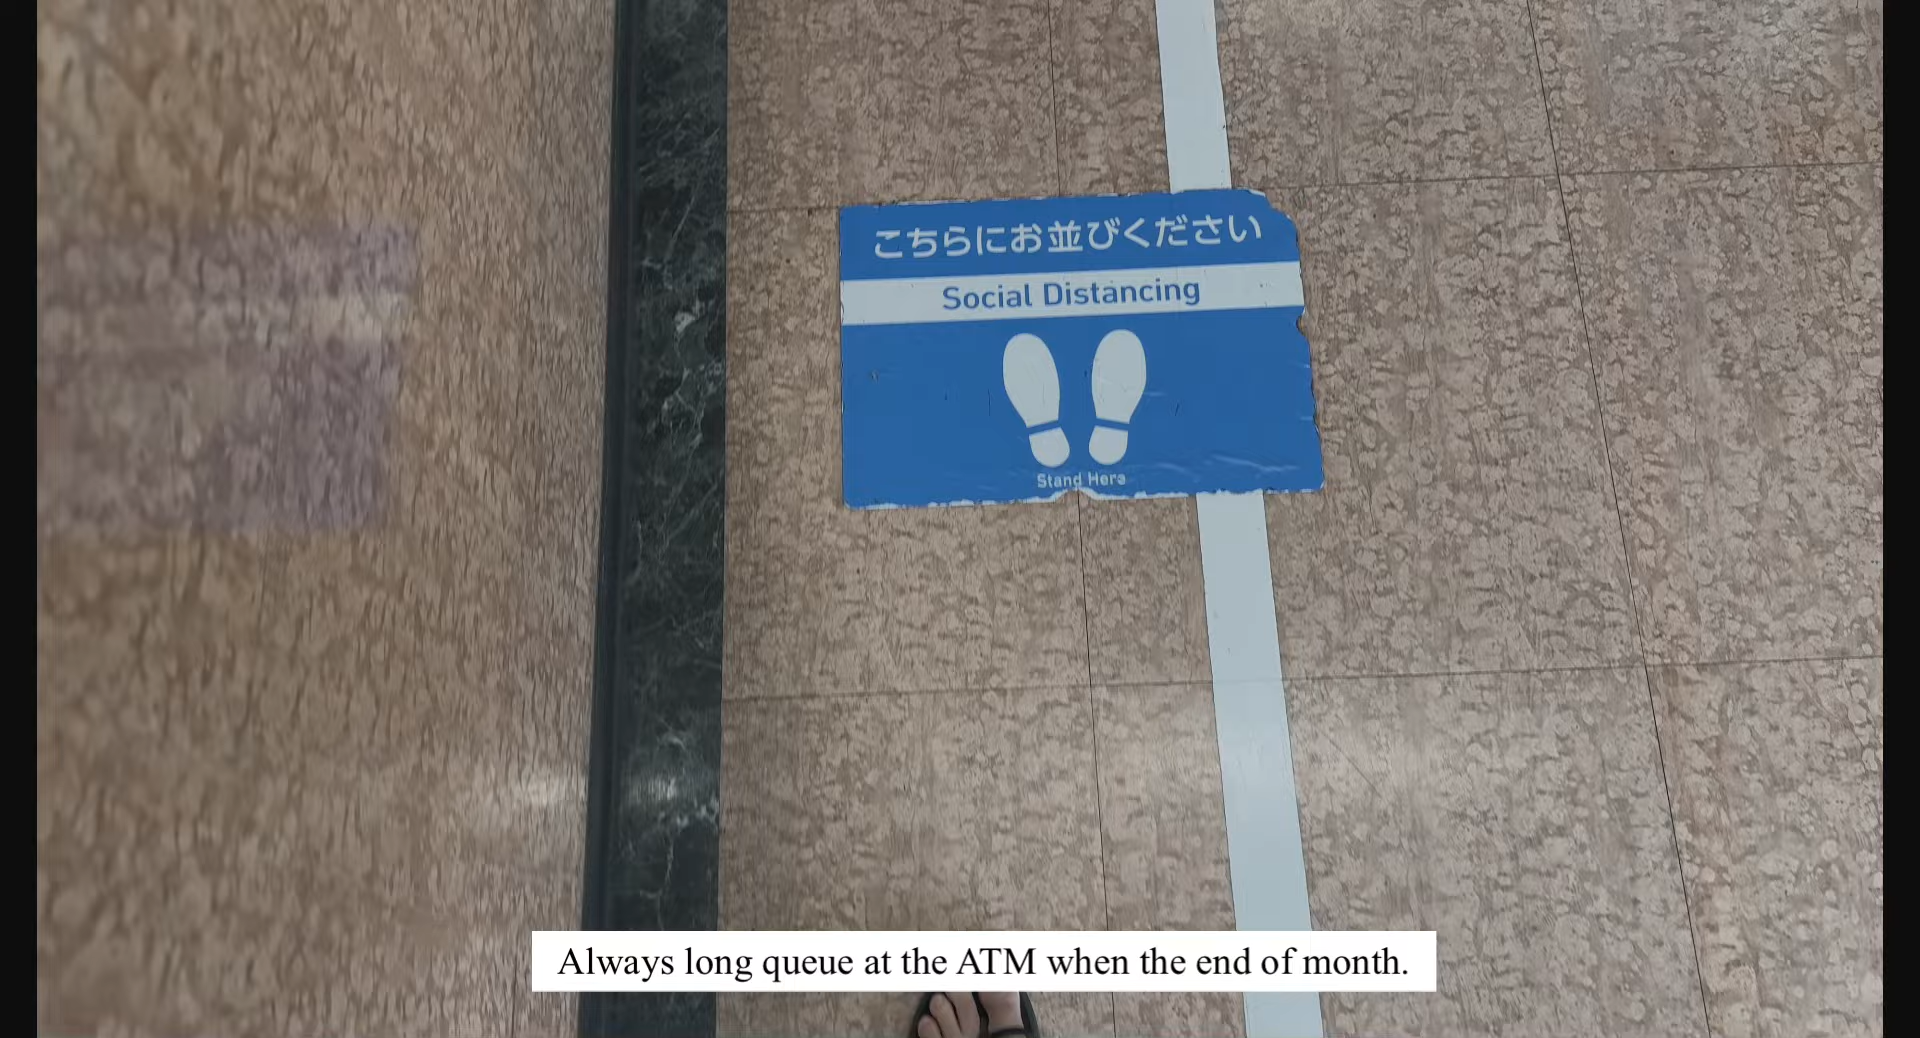 こちらにお並びください
Social Distancing
Stand Here
Always long queue at the ATM when the end of month.